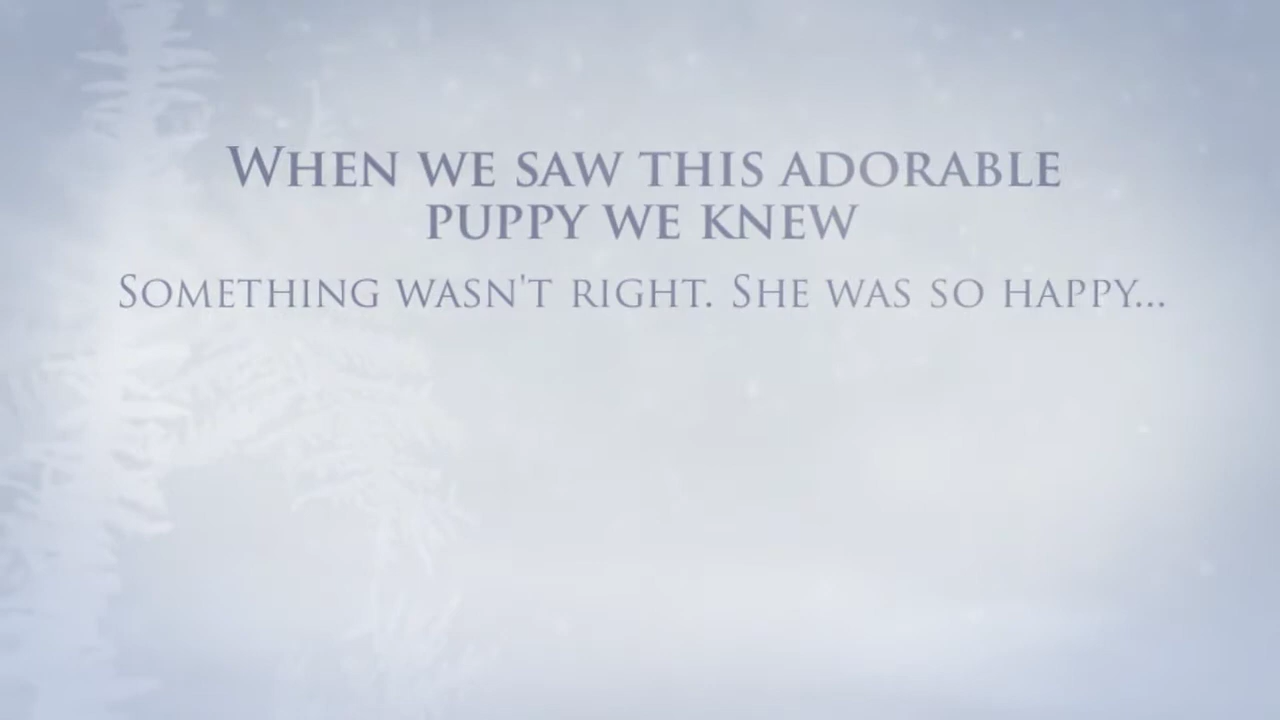 When we saw this adorable
puppy we knew
Something wasn't right. She was so happy...